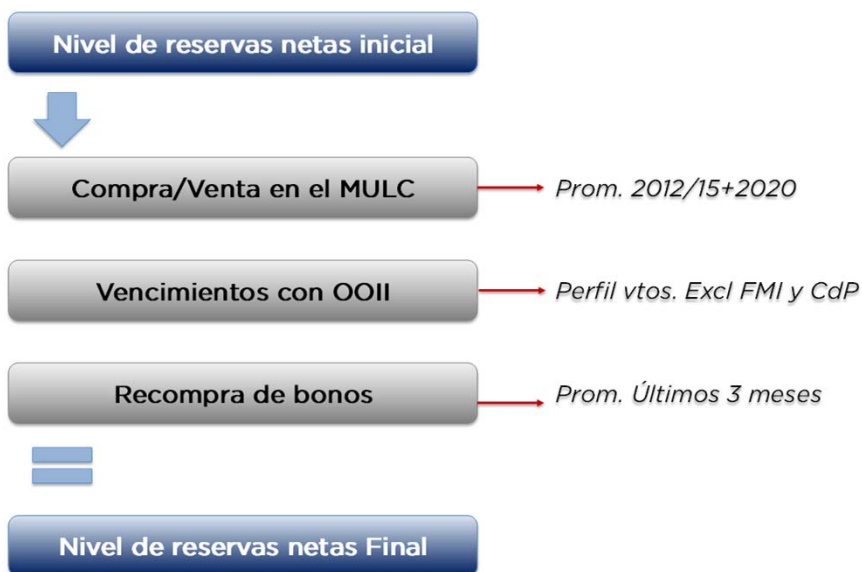 Nivel de reservas netas inicial
Compra/Venta en el MULC
Prom. 2012/15+2020
Vencimientos con OOII
Perfil vtos. Excl FMI y CdP
Recompra de bonos
Prom. Últimos 3 meses
Nivel de reservas netas Final